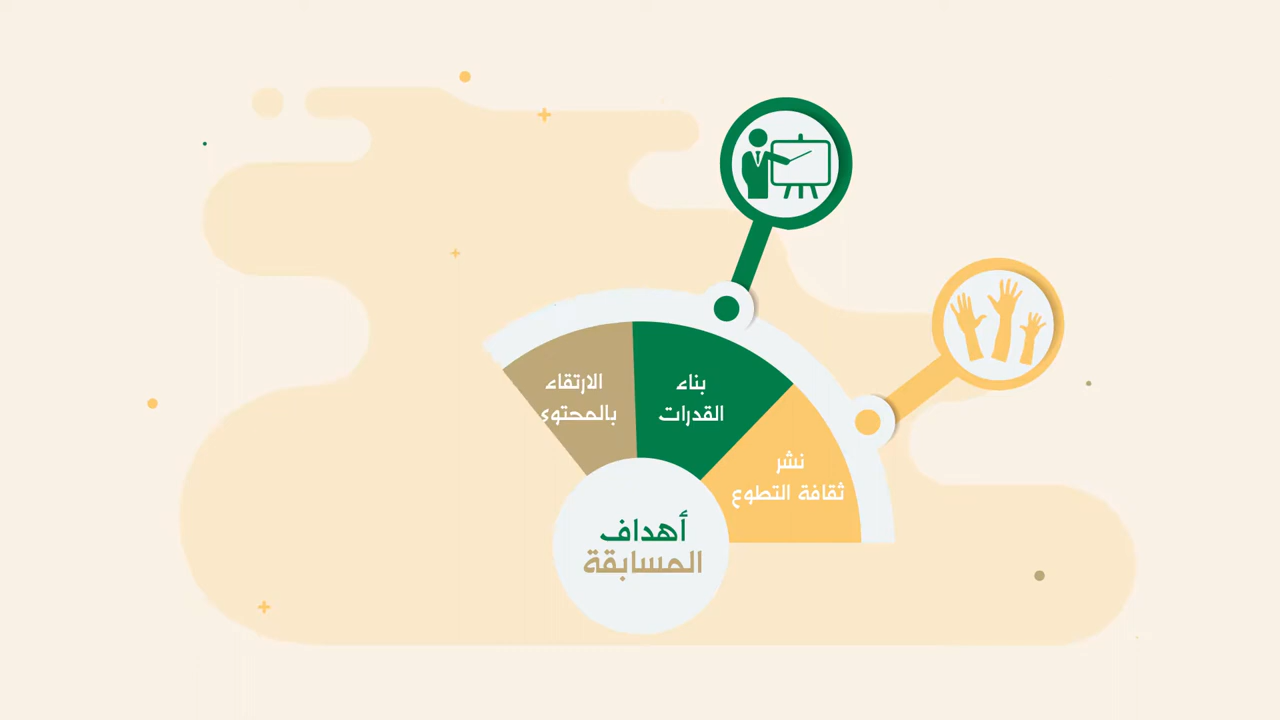 أهداف
المسابقة
نشر
ثقافة التطوع
بناء
القدرات
الارتقاء
بالمحتوى